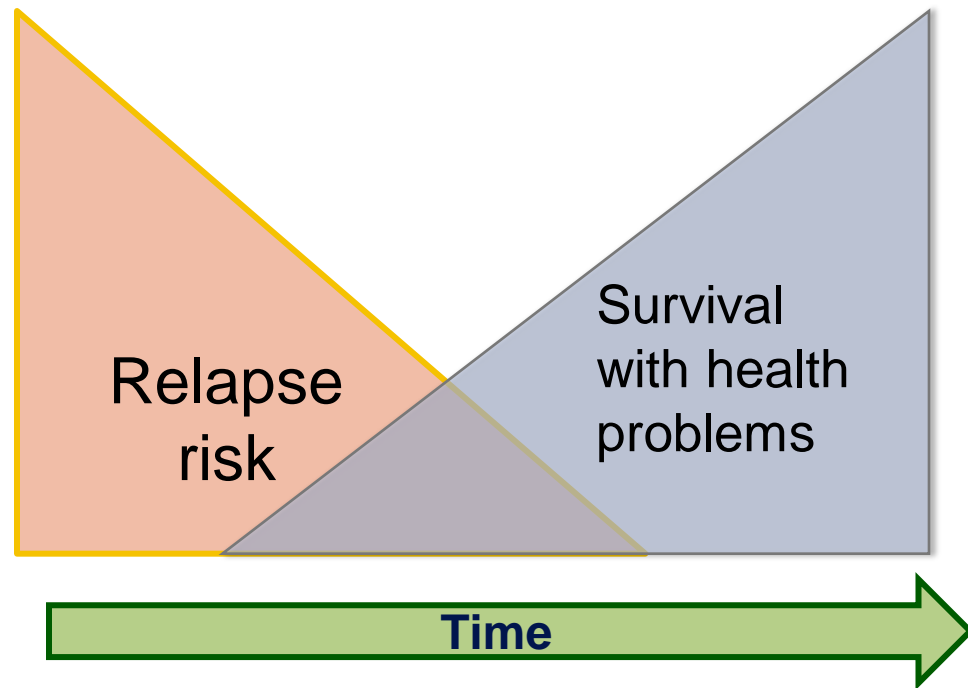 Relapse
risk
Survival
with health
problems
Time